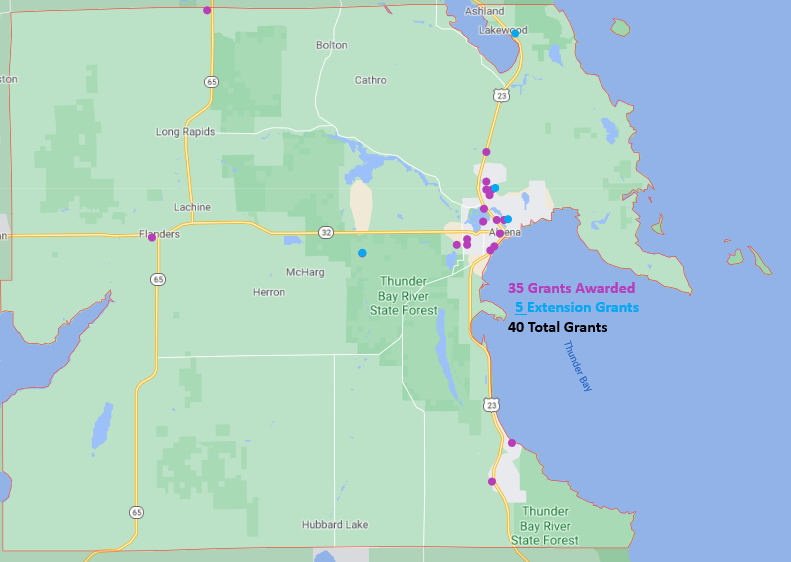 Ashland
Lakewood
Bolton
Cathro
65
23
Long Rapids
Lachine
Flanders
32
Alpena
McHarg
65
Herron
Thunder
Bay River
State Forest
35 Grants Awarded
5 Extension Grants
40 Total Grants
Thunder Bay
23
65
Hubbard Lake
Thunder
Bay River
State Forest